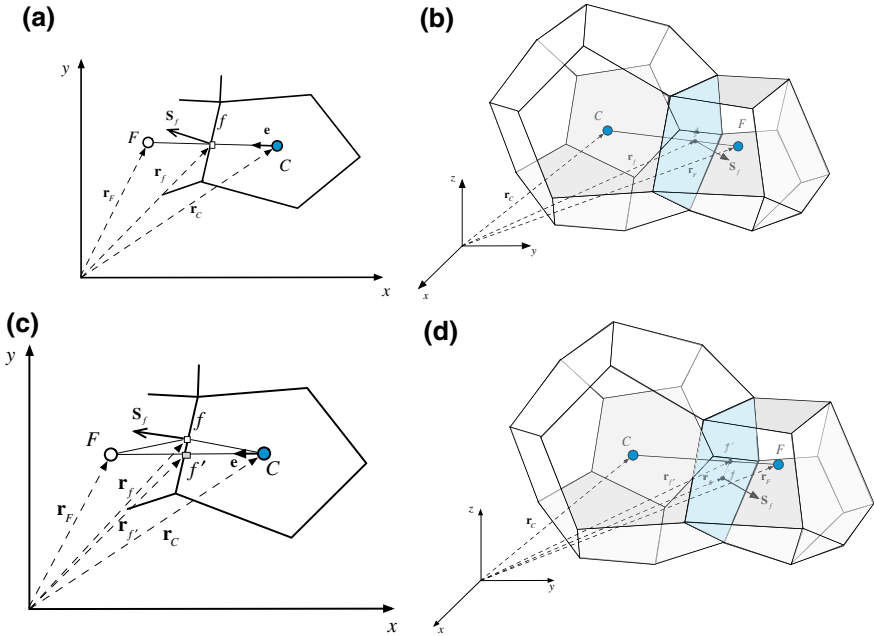 (a)
y
S_f
f
F
e
C
r_F
r_f
r_C
x
(b)
C
F
f
r_f
r_F
S_f
r_C
z
y
x
(c)
y
S_f
f
F
e
C
f'
r_F
r_f
r_f'
r_C
x
(d)
C
f'
F
r_f'
r_f
f
r_F
S_f
r_C
z
y
x